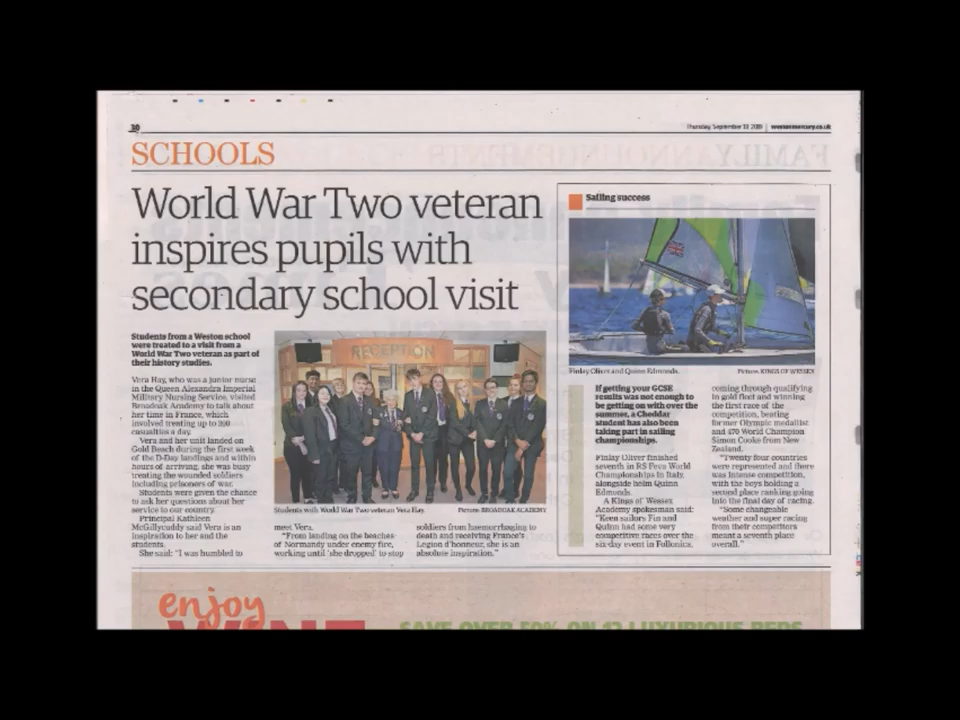 30
Thursday, September 13, 2018 | westonmercury.co.uk
SCHOOLS
World War Two veteran
inspires pupils with
secondary school visit
Students from a Weston school
were treated to a visit from a
World War Two veteran as part of
their history studies.
Vera Hay, who was a junior nurse
in the Queen Alexandra Imperial
Military Nursing Service, visited
Broadoak Academy to talk about
her time in France, which
involved treating up to 200
casualties a day.
Vera and her unit landed on
Gold Beach during the first week
of the D-Day landings and within
hours of arriving, she was busy
treating the wounded soldiers
including prisoners of war.
Students were given the chance
to ask her questions about her
service to our country.
Principal Kathleen
McGillycuddy said Vera is an
inspiration to her and the
students.
She said: "I was humbled to
RECEPTION
Students with World War Two veteran Vera Hay.
Picture: BROADOAK ACADEMY
meet Vera.
"From landing on the beaches
of Normandy under enemy fire,
working until 'she dropped' to stop
soldiers from haemorrhaging to
death and receiving France's
Legion d'honneur, she is an
absolute inspiration."
Sailing success
Finlay Oliver and Quinn Edmonds.
Picture: KINGS OF WESSEX
If getting your GCSE
results was not enough to
be getting on with over the
summer, a Cheddar
student has also been
taking part in sailing
championships.
Finlay Oliver finished
seventh in RS Feva World
Championships in Italy,
alongside helm Quinn
Edmonds.
A Kings of Wessex
Academy spokesman said:
"Keen sailors Fin and
Quinn had some very
competitive races over the
six-day event in Follonica,
coming through qualifying
in gold fleet and winning
the first race of the
competition, beating
former Olympic medallist
and 470 World Champion
Simon Cooke from New
Zealand.
"Twenty four countries
were represented and there
was intense competition,
with the boys holding a
second place ranking going
into the final day of racing.
"Some changeable
weather and super racing
from their competitors
meant a seventh place
overall."
enjoy
SAVE OVER 50% ON 12 LUXURIOUS REDS